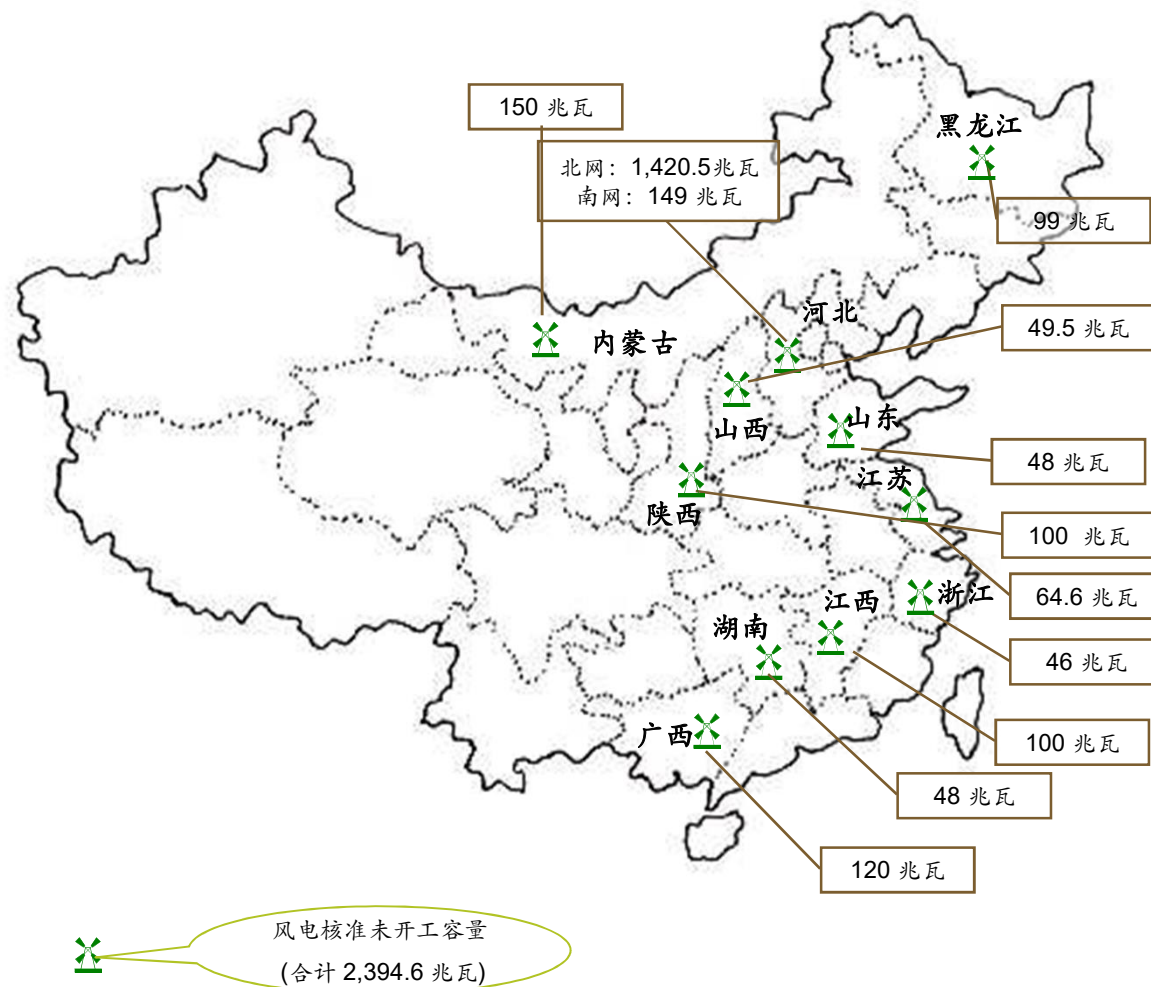 150 兆瓦
黑龙江
北网：1,420.5兆瓦
南网：149 兆瓦
99 兆瓦
河北
49.5 兆瓦
内蒙古
山西
山东
48 兆瓦
江苏
陕西
100 兆瓦
64.6 兆瓦
浙江
江西
湖南
46 兆瓦
广西
100 兆瓦
48 兆瓦
120 兆瓦
风电核准未开工容量
(合计 2,394.6 兆瓦)